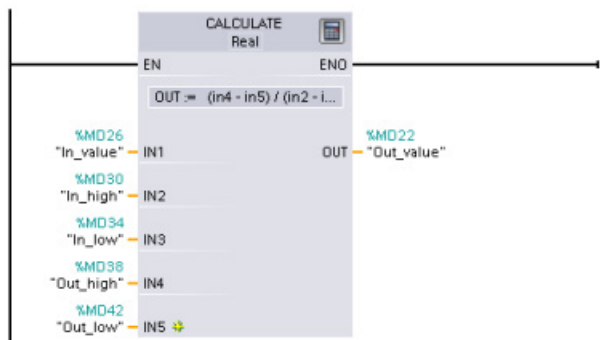 CALCULATE
Real
EN ENO
OUT := (in4 - in5) / (in2 - i...
%MD26
"In_value" IN1
%MD22
OUT "Out_value"
%MD30
"In_high" IN2
%MD34
"In_low" IN3
%MD38
"Out_high" IN4
%MD42
"Out_low" IN5